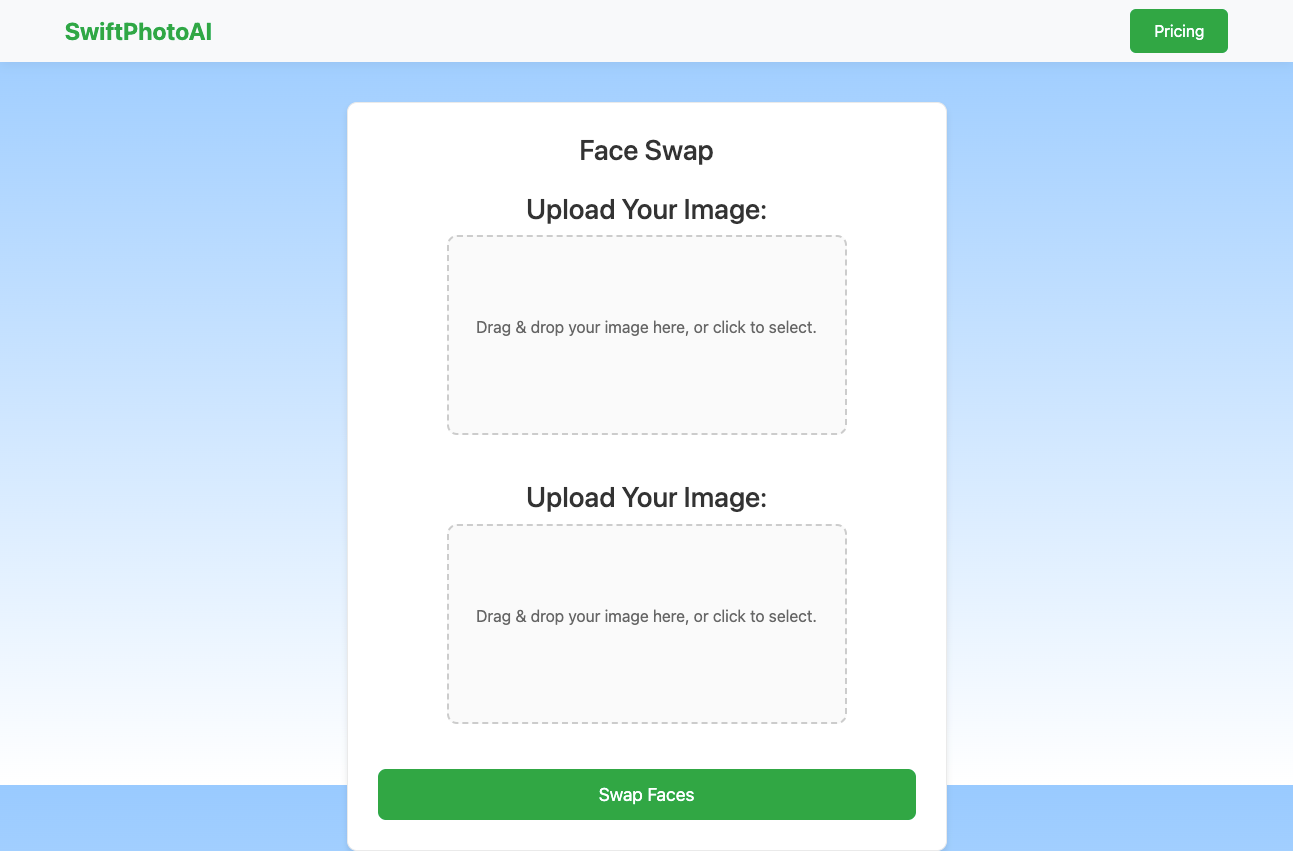 SwiftPhotoAI
Pricing
Face Swap
Upload Your Image:
Drag & drop your image here, or click to select.
Upload Your Image:
Drag & drop your image here, or click to select.
Swap Faces